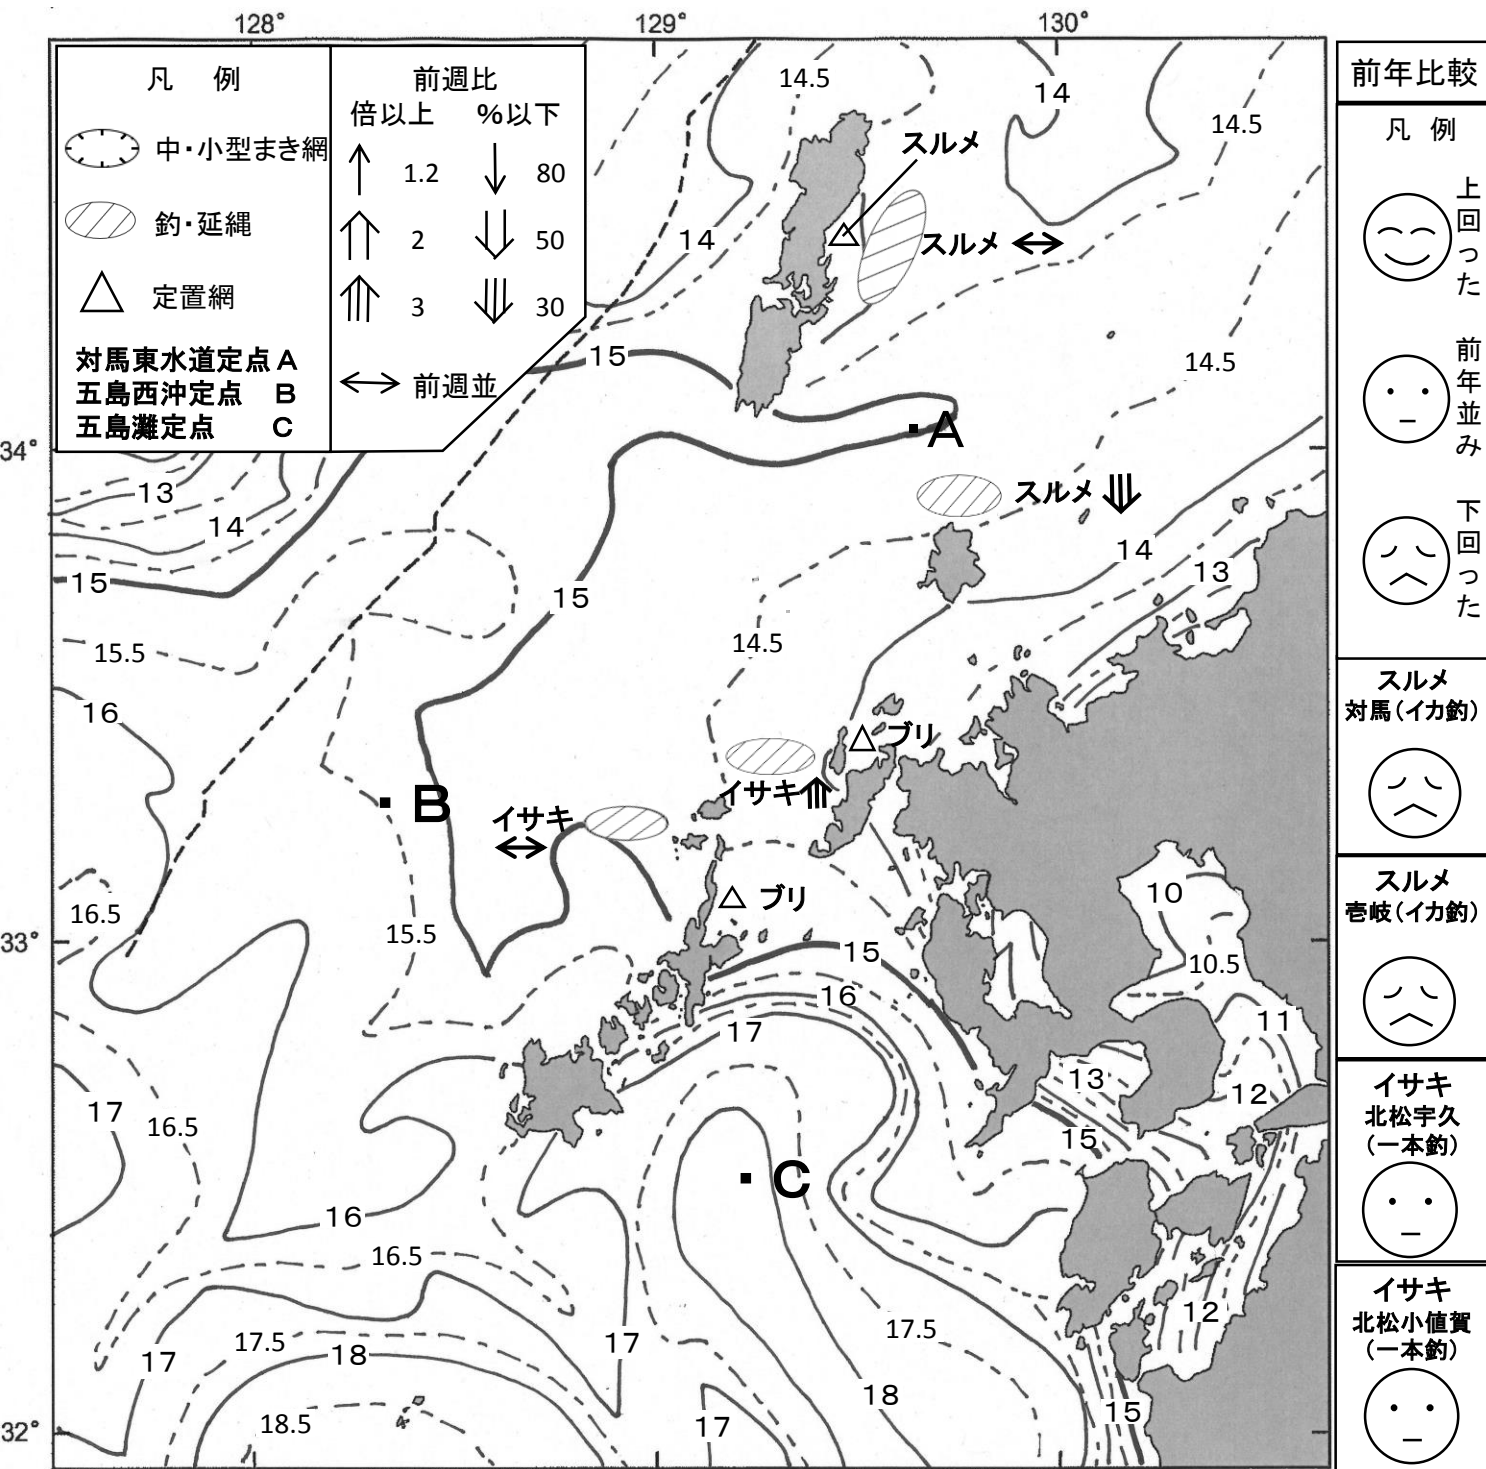 128°
129°
130°
凡 例
中・小型まき網
釣・延縄
定置網
対馬東水道定点 A
五島西沖定点 B
五島灘定点 C
前週比
倍以上 %以下
1.2 80
2 50
3 30
前週並
34°
33°
32°
14.5
14
14.5
スルメ
14
スルメ
15
14.5
A
スルメ
13
14
14
15
15
13
15.5
14.5
16
ブリ
B
イサキ
イサキ
10
16.5
ブリ
15.5
15
10.5
16
17
11
13
12
17
16.5
15
C
16
16.5
12
17.5
17.5
17
17
18
18
17
15
18.5
前年比較
凡 例
上回った
前年並み
下回った
スルメ
対馬(イカ釣)
スルメ
壱岐(イカ釣)
イサキ
北松宇久
(一本釣)
イサキ
北松小値賀
(一本釣)